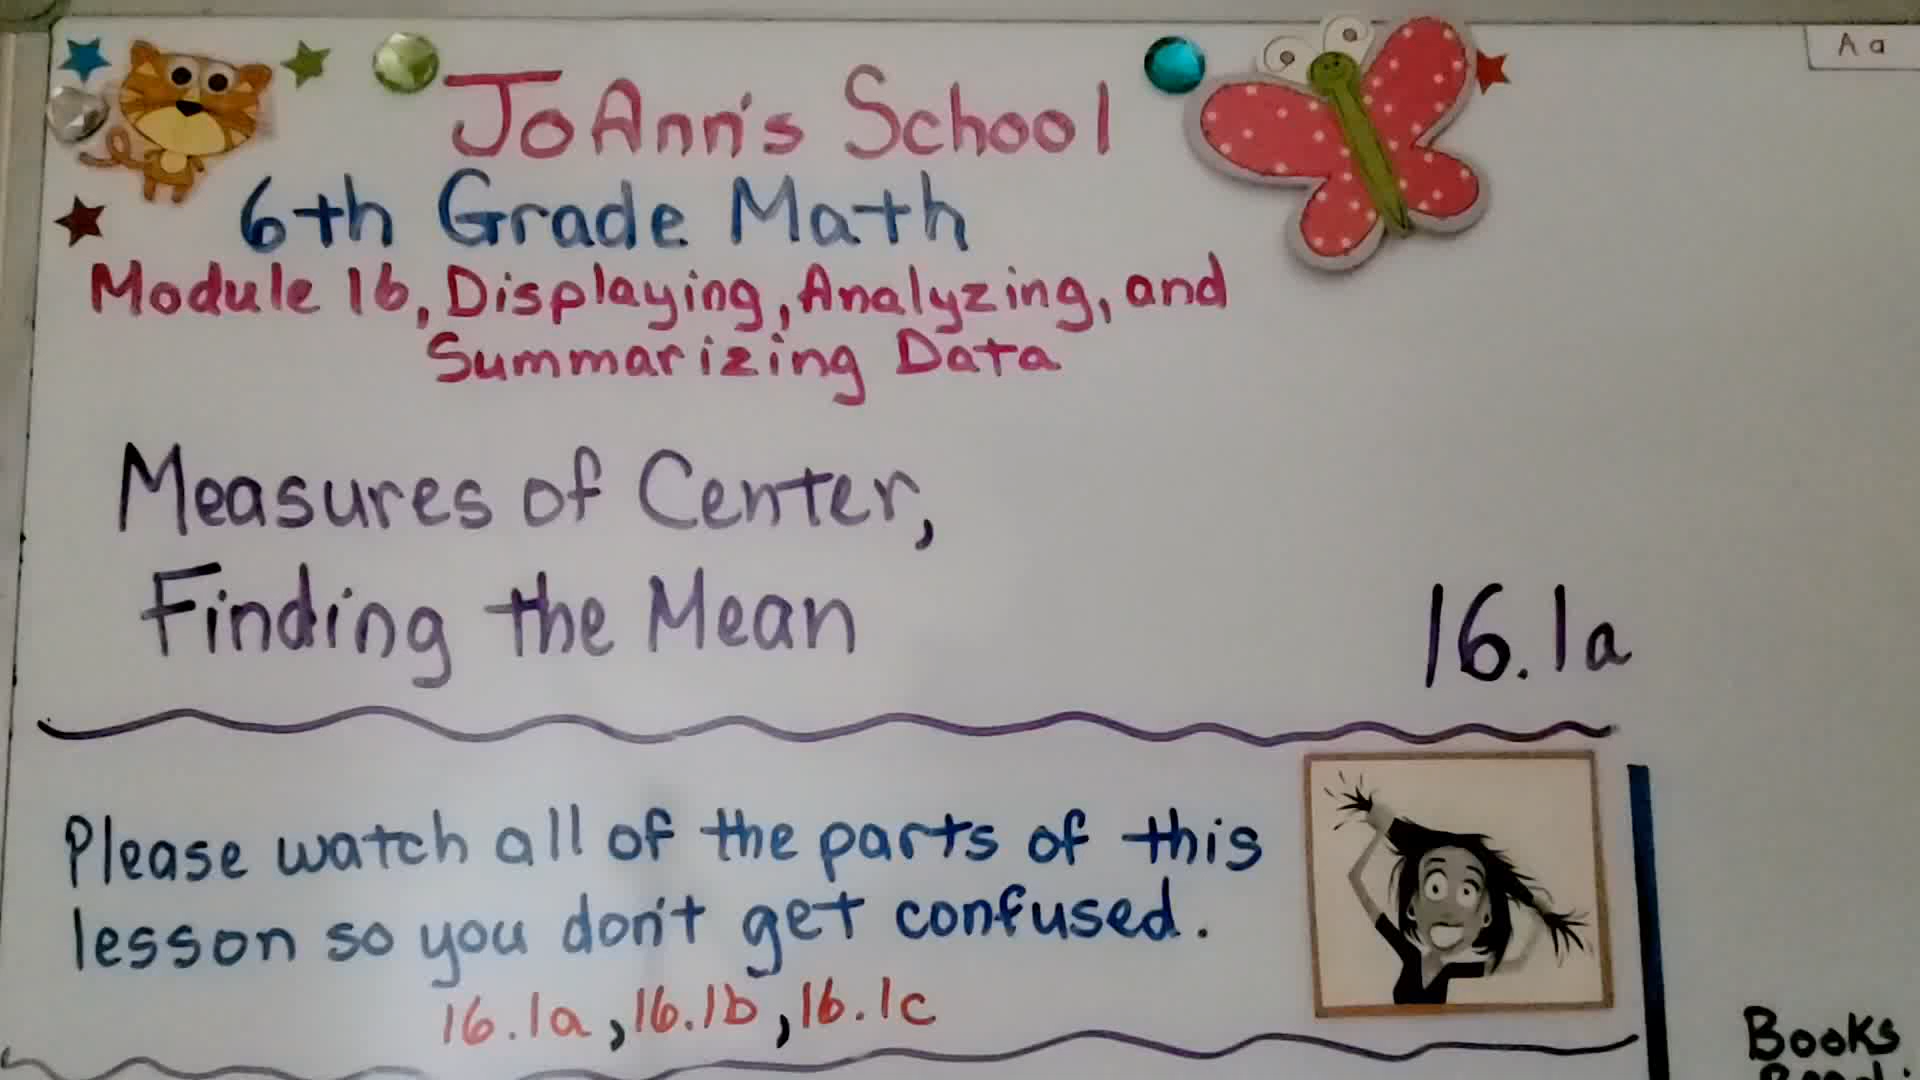 Aa
JoAnn's School
6th Grade Math
Module 16, Displaying, Analyzing, and
Summarizing Data
Measures of Center,
Finding the Mean
16.1a
Please watch all of the parts of this
lesson so you don't get confused.
16.1a, 16.1b, 16.1c
Books